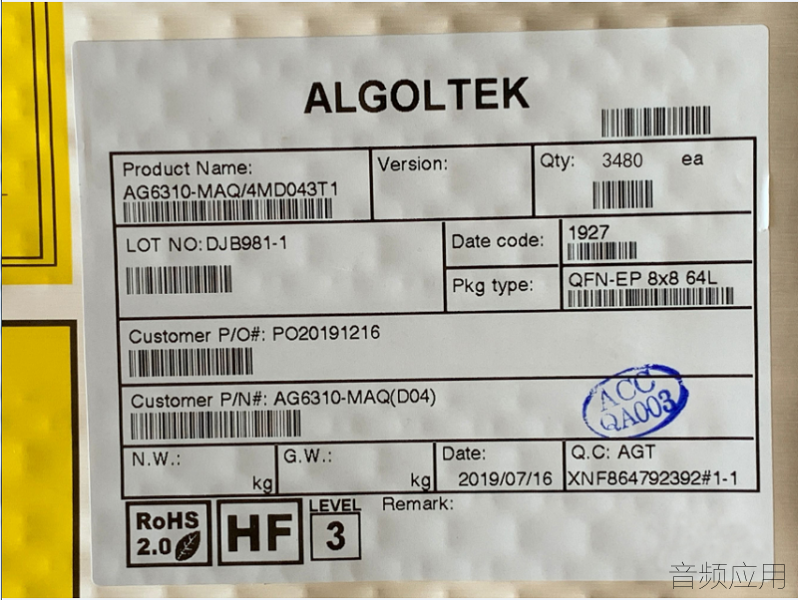 ALGOLTEK
Product Name:
AG6310-MAQ/4MD043T1
Version:
Qty: 3480 ea
LOT NO:DJB981-1
Date code:
1927
Pkg type:
QFN-EP 8x8 64L
Customer P/O#: PO20191216
Customer P/N#: AG6310-MAQ(D04)
ACC
QA003
N.W.:
kg
G.W.:
kg
Date:
2019/07/16
Q.C: AGT
XNF864792392#1-1
RoHS
2.0
HF
LEVEL
3
Remark:
音频应用